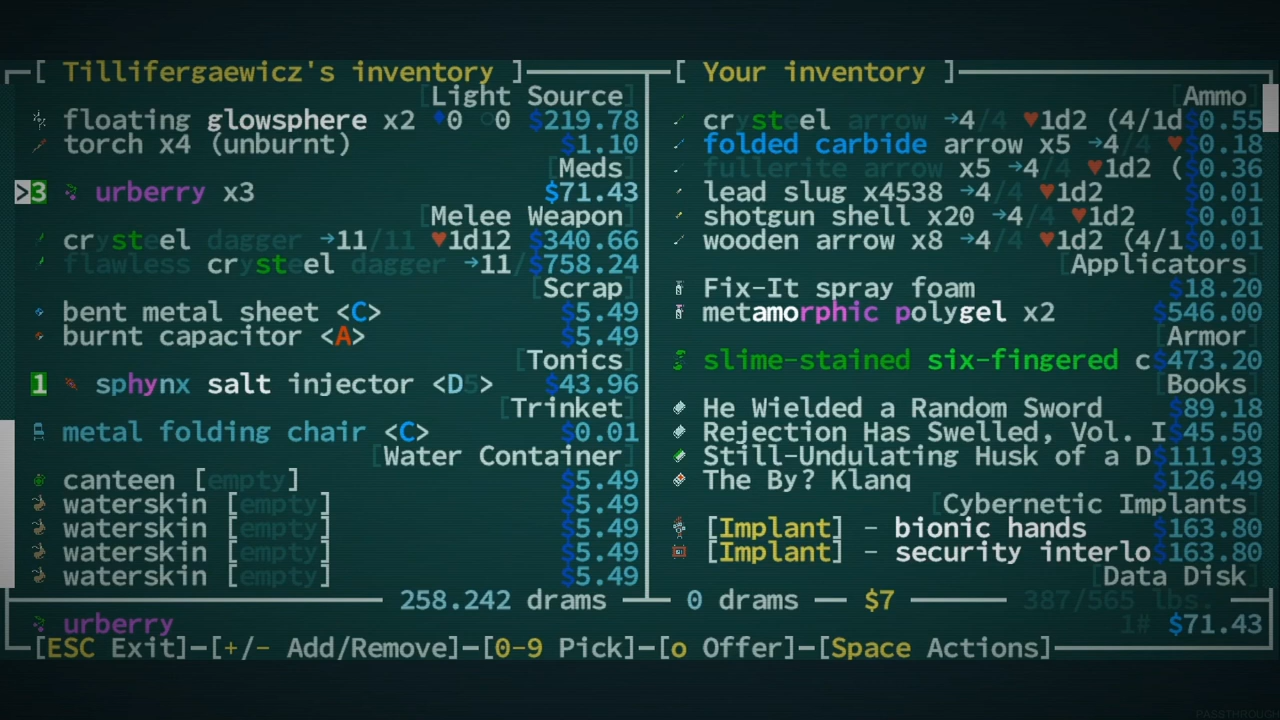 [ Tillifergaewicz's inventory ]
[Light Source]
floating glowsphere x2 ♦0 ○0 $219.78
torch x4 (unburnt) $1.10
[Meds]
>3 urberry x3 $71.43
[Melee Weapon]
crysteel dagger →11/11 ♥1d12 $340.66
flawless crysteel dagger →11/ $758.24
[Scrap]
bent metal sheet <C> $5.49
burnt capacitor <A> $5.49
[Tonics]
1 sphynx salt injector <D5> $43.96
[Trinket]
metal folding chair <C> $0.01
[Water Container]
canteen [empty] $5.49
waterskin [empty] $5.49
waterskin [empty] $5.49
waterskin [empty] $5.49
waterskin [empty] $5.49
258.242 drams
[ Your inventory ]
[Ammo]
crysteel arrow →4/4 ♥1d2 (4/1d $0.55
folded carbide arrow x5 →4/4 ♥ $0.18
fullerite arrow x5 →4/4 ♥1d2 ( $0.36
lead slug x4538 →4/4 ♥1d2 $0.01
shotgun shell x20 →4/4 ♥1d2 $0.01
wooden arrow x8 →4/4 ♥1d2 (4/1 $0.01
[Applicators]
Fix-It spray foam $18.20
metamorphic polygel x2 $546.00
[Armor]
slime-stained six-fingered c $473.20
[Books]
He Wielded a Random Sword $89.18
Rejection Has Swelled, Vol. I $45.50
Still-Undulating Husk of a D $111.93
The By? Klanq $126.49
[Cybernetic Implants]
[Implant] - bionic hands $163.80
[Implant] - security interlo $163.80
[Data Disk]
0 drams — $7 387/565 lbs.
urberry 1# $71.43
[ESC Exit]—[+/- Add/Remove]—[0-9 Pick]—[o Offer]—[Space Actions]